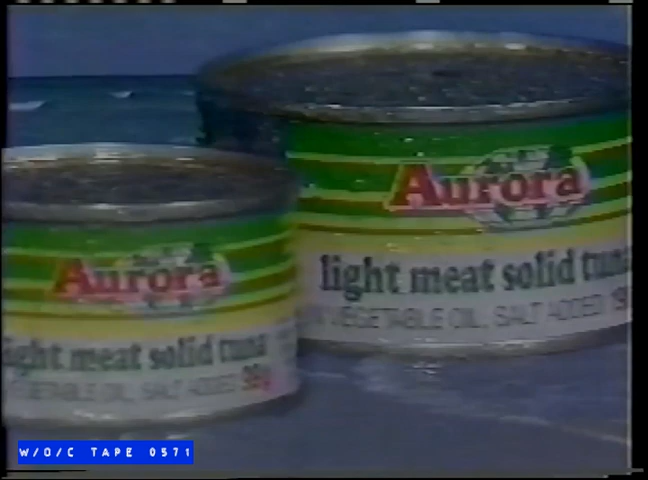 Aurora
light meat solid tuna
VEGETABLE OIL, SALT ADDED
Aurora
light meat solid tuna
VEGETABLE OIL, SALT ADDED
W/O/C TAPE 0571